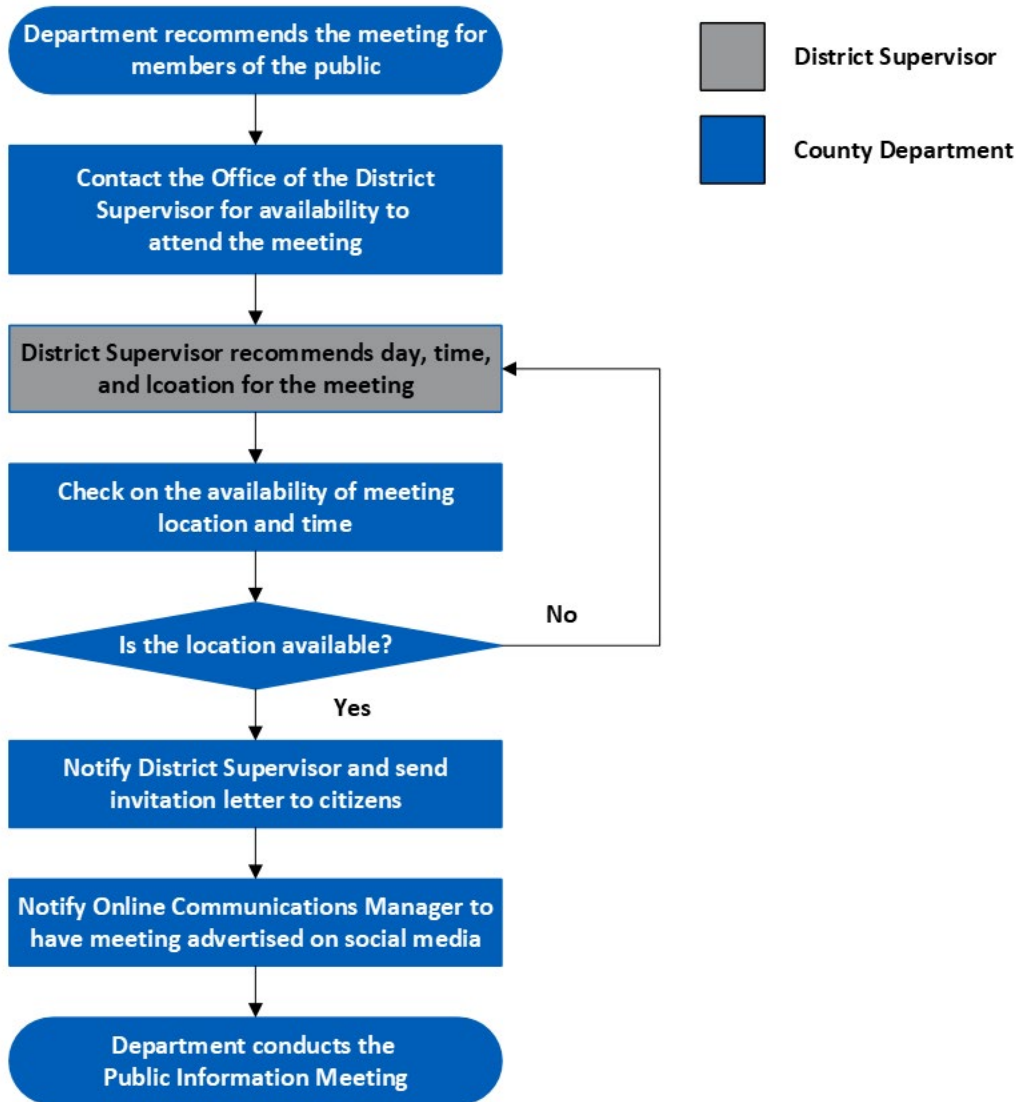 Department recommends the meeting for
members of the public
District Supervisor
County Department
Contact the Office of the District
Supervisor for availability to
attend the meeting
District Supervisor recommends day, time,
and lcoation for the meeting
Check on the availability of meeting
location and time
Is the location available?
No
Yes
Notify District Supervisor and send
invitation letter to citizens
Notify Online Communications Manager to
have meeting advertised on social media
Department conducts the
Public Information Meeting